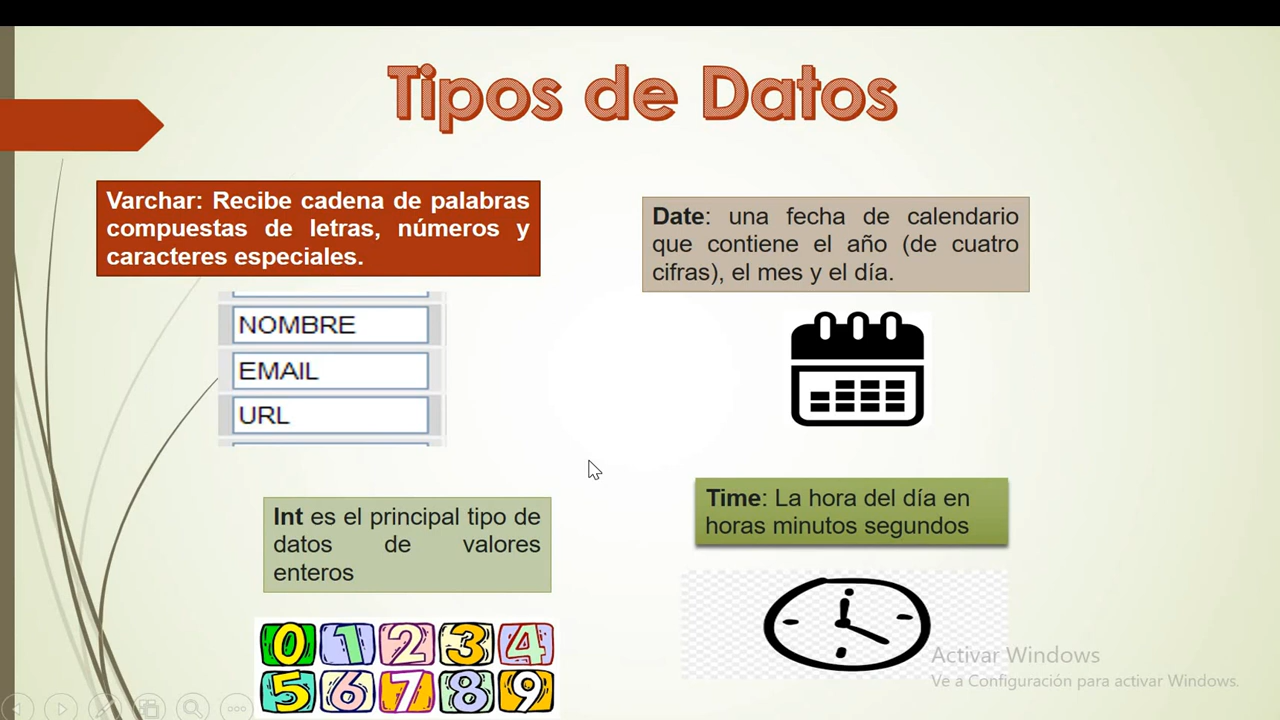 Tipos de Datos
Varchar: Recibe cadena de palabras
compuestas de letras, números y
caracteres especiales.
Date: una fecha de calendario
que contiene el año (de cuatro
cifras), el mes y el día.
NOMBRE
EMAIL
URL
Int es el principal tipo de
datos de valores
enteros
Time: La hora del día en
horas minutos segundos
0 1 2 3 4
5 6 7 8 9
Activar Windows
Ve a Configuración para activar Windows.